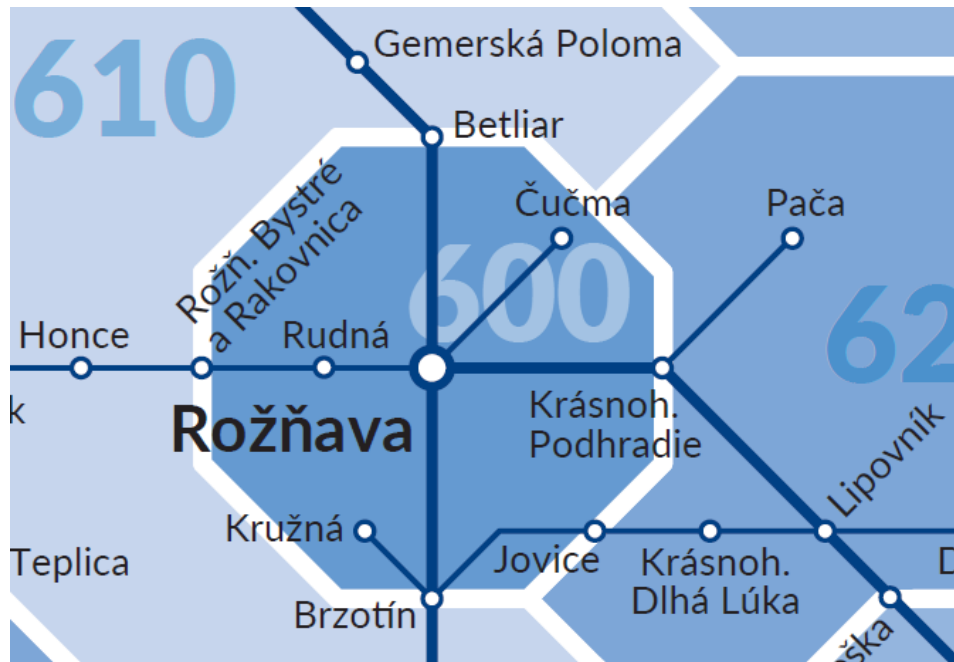 Gemerská Poloma
610
Betliar
Rožň. Bystré
a Rakovnica
Čučma
Pača
600
Honce
Rudná
62
k
Rožňava
Krásnoh.
Podhradie
Lipovník
Kružná
Teplica
Jovice
Krásnoh.
Dlhá Lúka
D
Brzotín